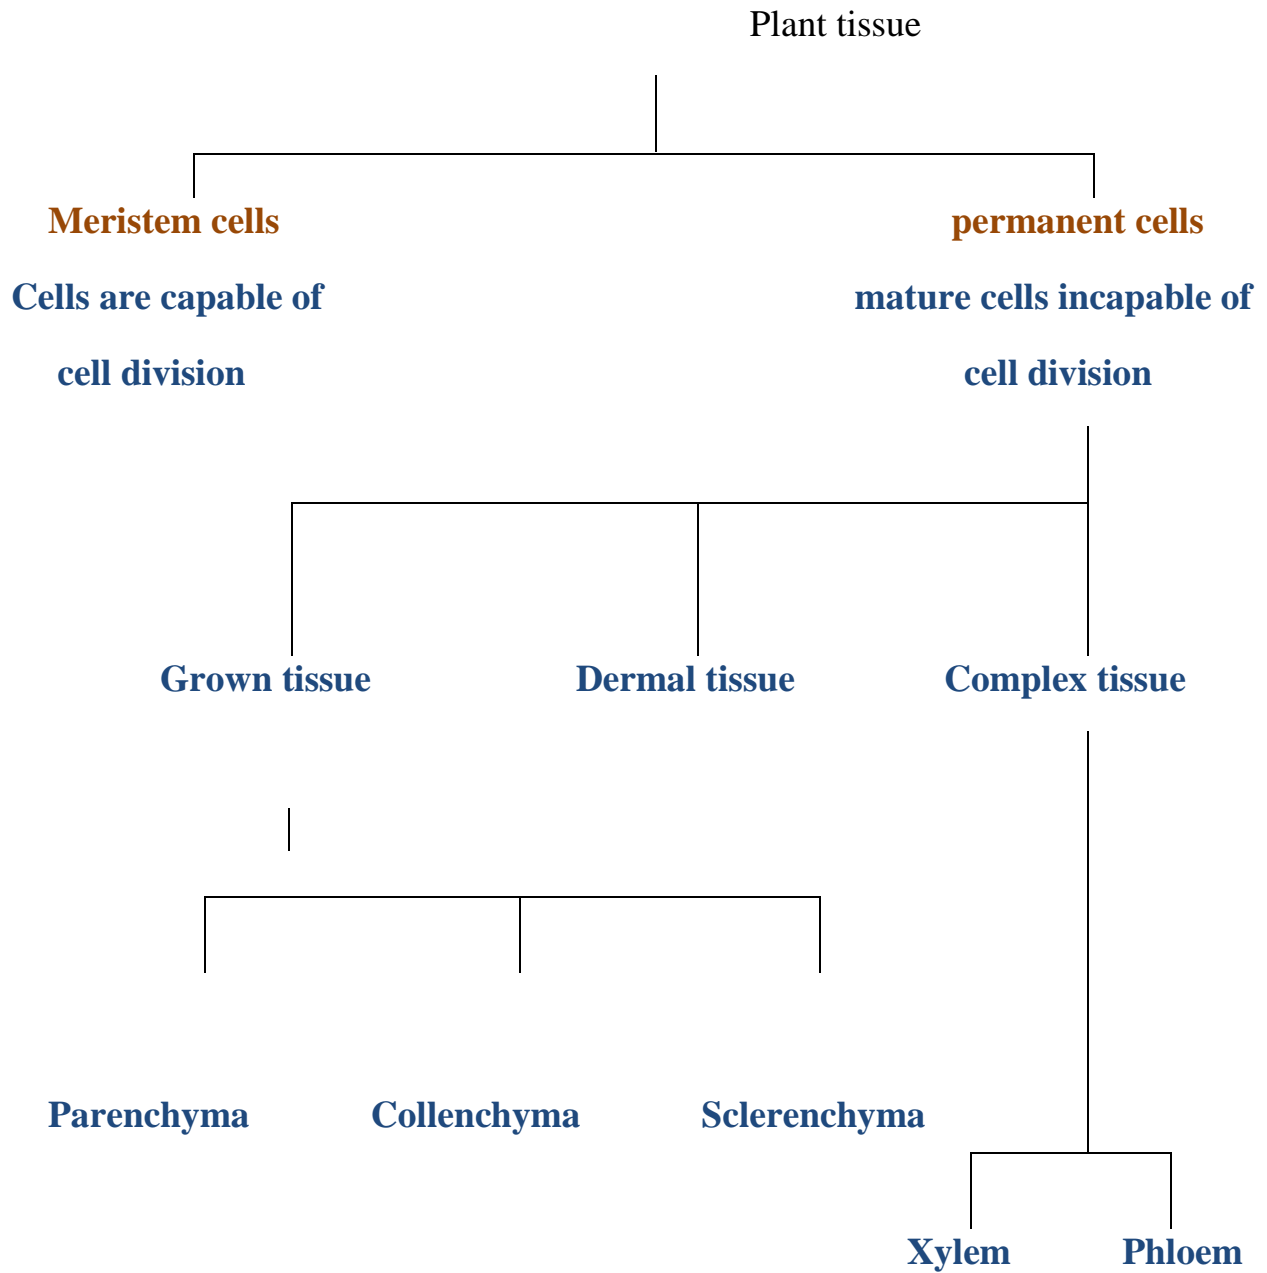 Plant tissue
Meristem cells permanent cells
Cells are capable of mature cells incapable of
cell division cell division
Grown tissue Dermal tissue Complex tissue
Parenchyma Collenchyma Sclerenchyma
Xylem Phloem